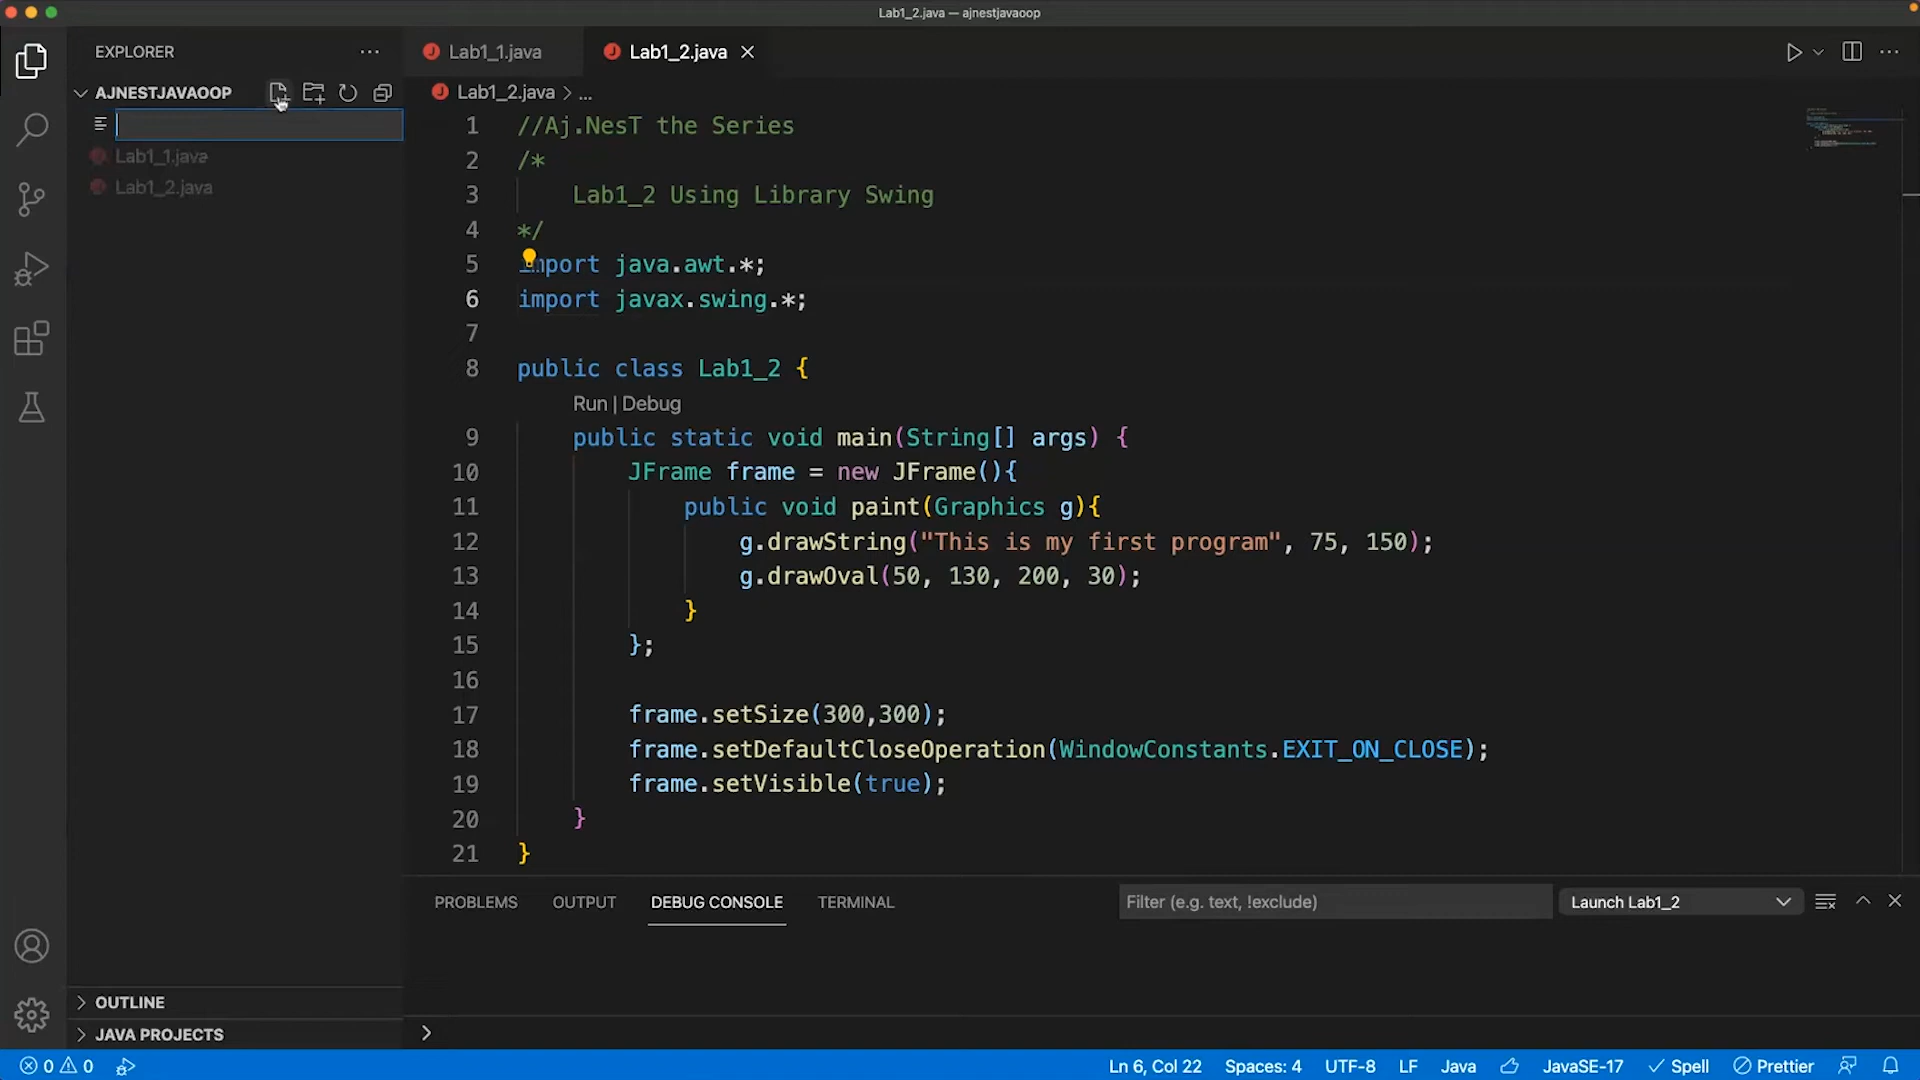 Lab1_2.java — ajnestjavaoop
EXPLORER
AJNESTJAVAOOP
Lab1_1.java
Lab1_2.java
Lab1_1.java
Lab1_2.java
Lab1_2.java > ...
1 //Aj.NesT the Series
2 /*
3 Lab1_2 Using Library Swing
4 */
5 import java.awt.*;
6 import javax.swing.*;
7
8 public class Lab1_2 {
Run | Debug
9 public static void main(String[] args) {
10 JFrame frame = new JFrame(){
11 public void paint(Graphics g){
12 g.drawString("This is my first program", 75, 150);
13 g.drawOval(50, 130, 200, 30);
14 }
15 };
16
17 frame.setSize(300,300);
18 frame.setDefaultCloseOperation(WindowConstants.EXIT_ON_CLOSE);
19 frame.setVisible(true);
20 }
21 }
PROBLEMS OUTPUT DEBUG CONSOLE TERMINAL Filter (e.g. text, !exclude) Launch Lab1_2
OUTLINE
JAVA PROJECTS
0 0 Ln 6, Col 22 Spaces: 4 UTF-8 LF Java JavaSE-17 Spell Prettier